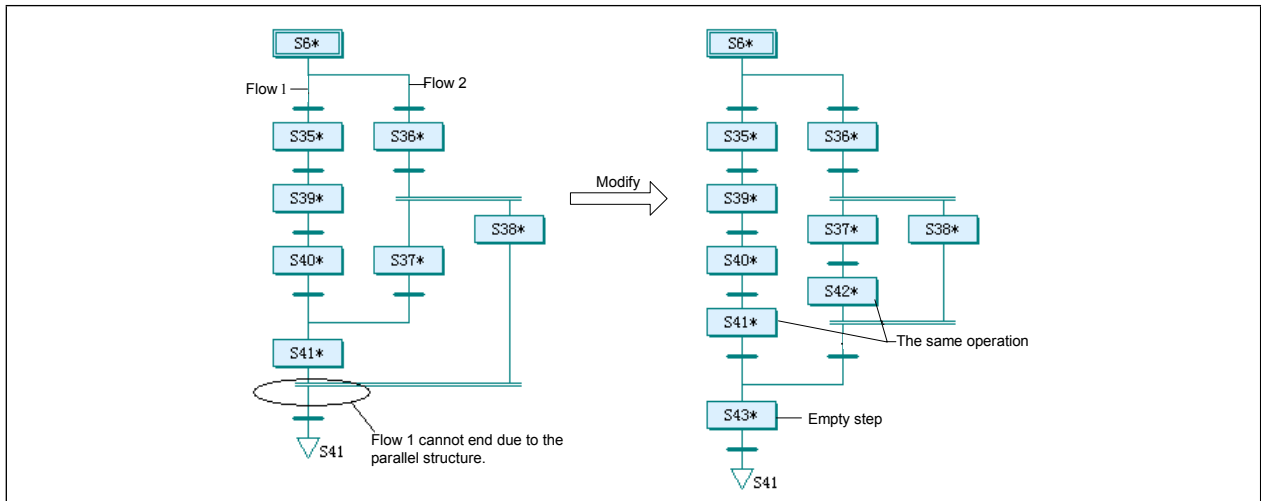 S6*
Flow 1
Flow 2
S35*
S36*
S39*
S38*
S40*
S37*
S41*
Flow 1 cannot end due to the
parallel structure.
S41
Modify
S6*
S35*
S36*
S39*
S37*
S38*
S40*
S42*
S41*
The same operation
S43*
Empty step
S41